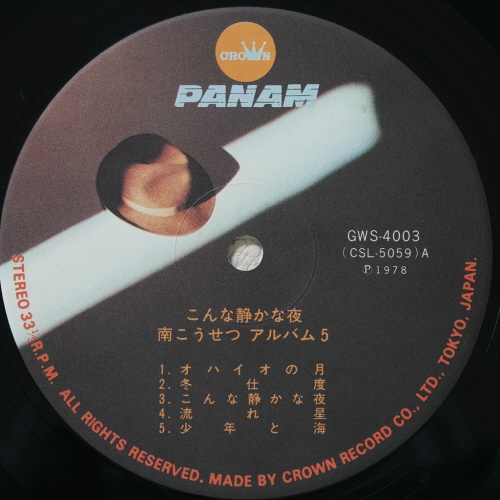 CROWN
PANAM
GWS-4003
(CSL-5059)A
Ⓟ1978
こんな静かな夜
南こうせつ アルバム5
1. オハイオの月
2. 冬仕度
3. こんな静かな夜
4. 流れ星
5. 少年と海
STEREO 33⅓ R.P.M. ALL RIGHTS RESERVED. MADE BY CROWN RECORD CO., LTD., TOKYO, JAPAN.